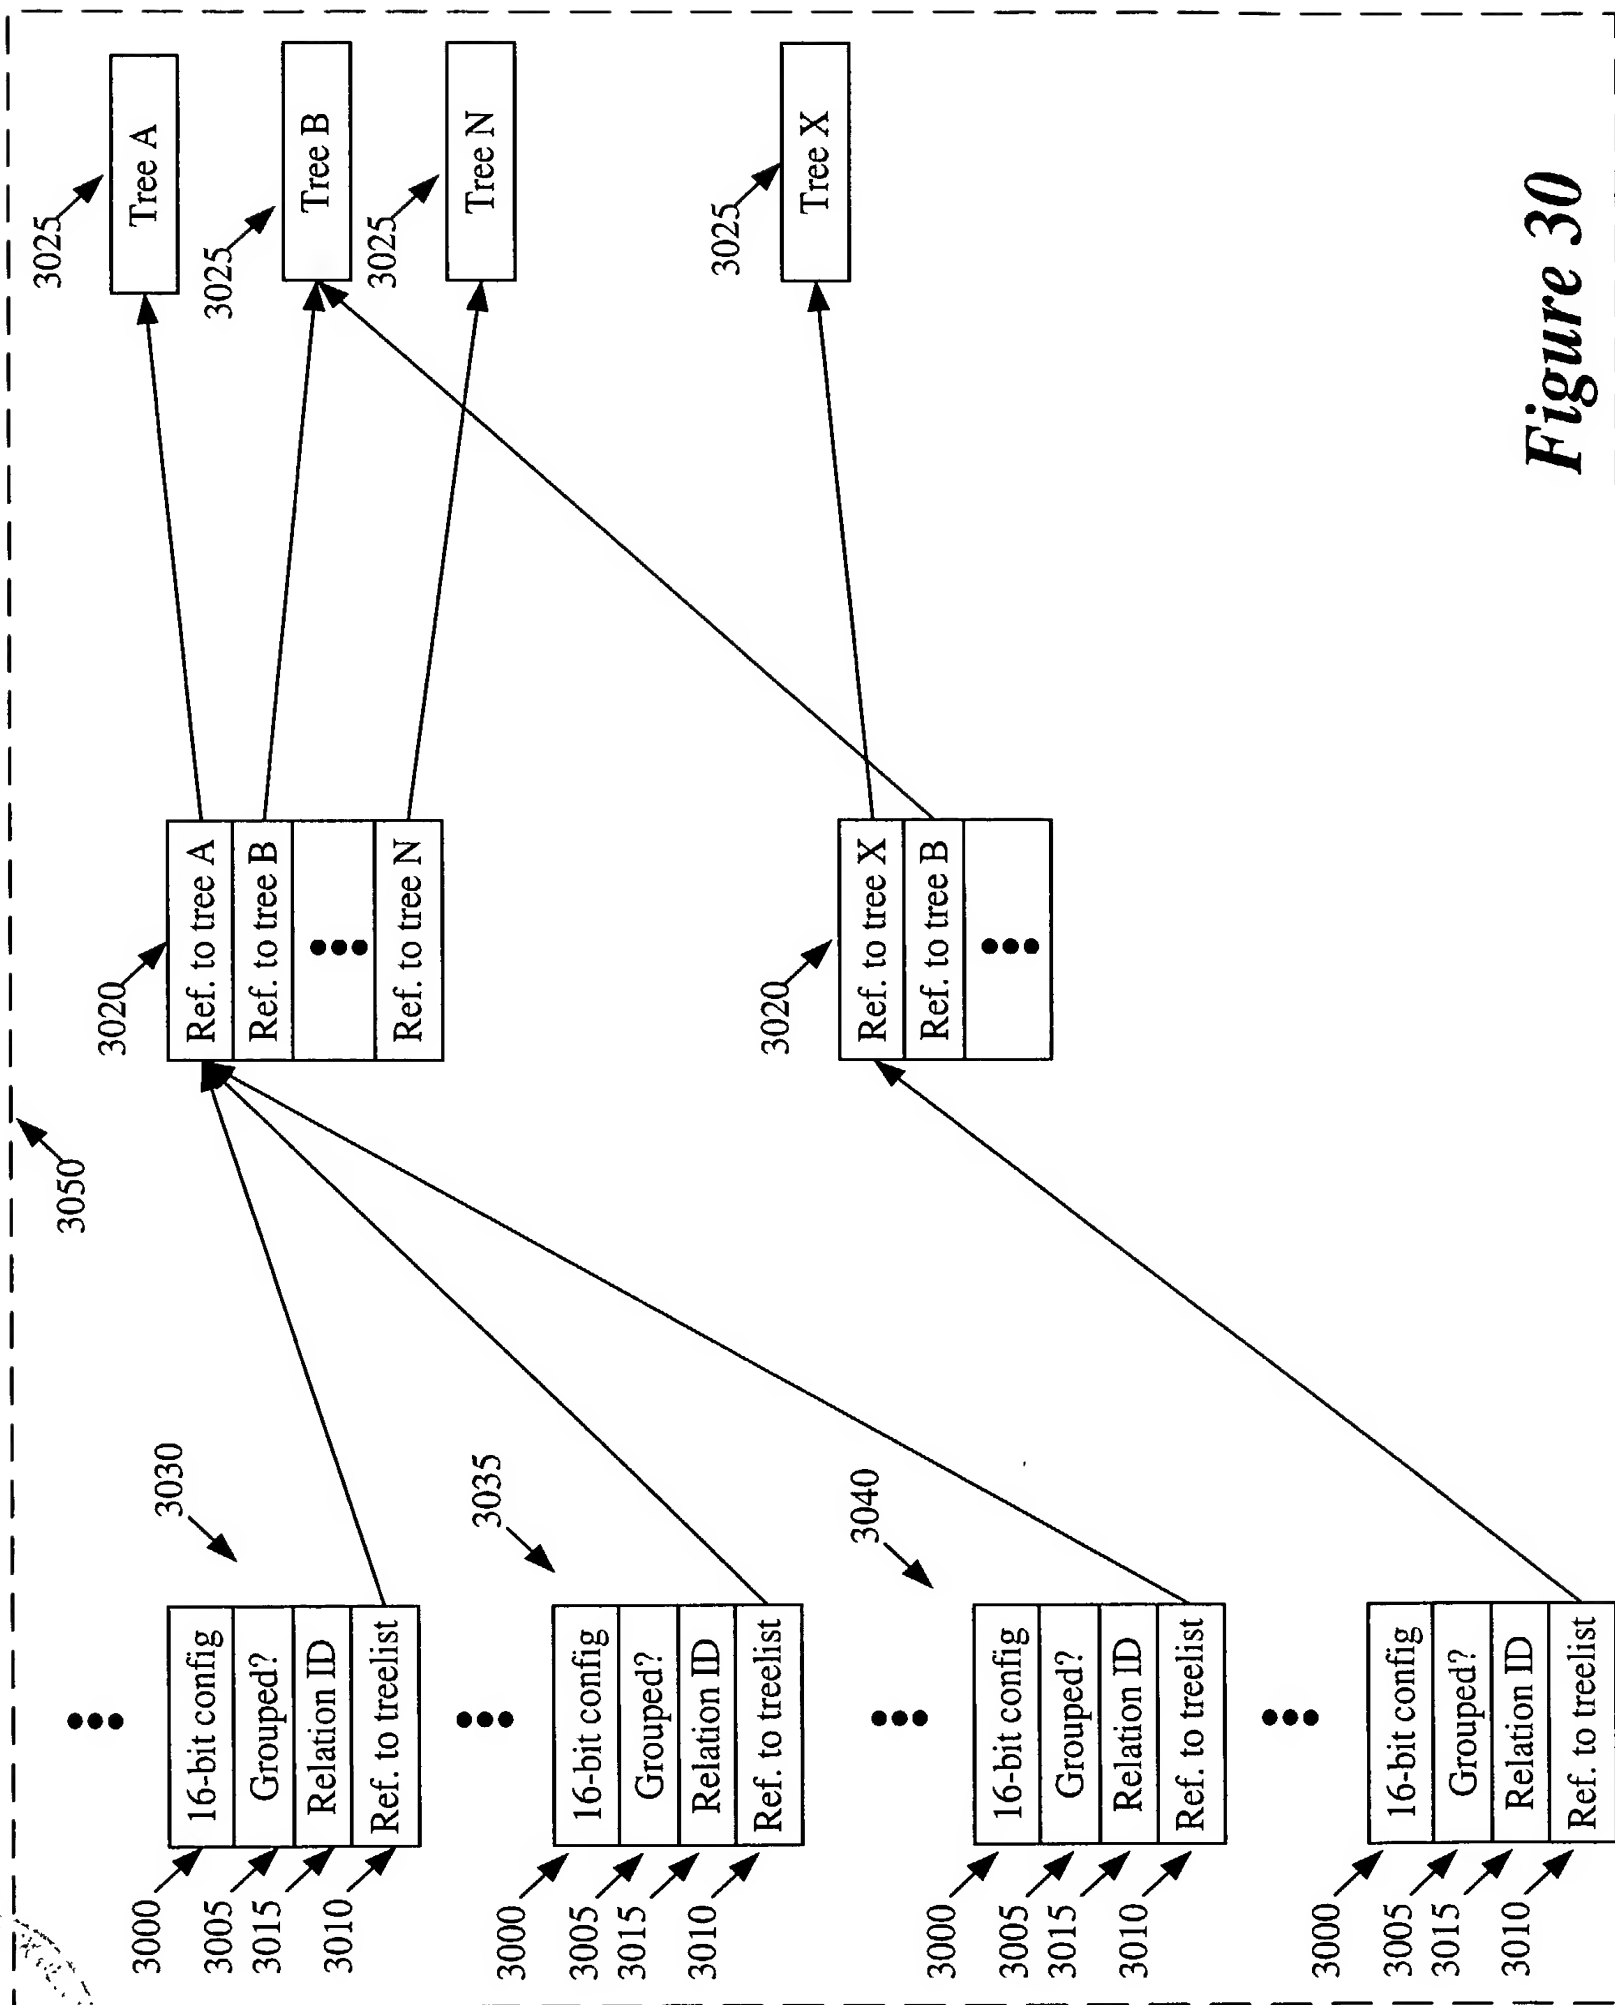 3050
3000
3005
3015
3010
16-bit config
Grouped?
Relation ID
Ref. to treelist
3030
3020
Ref. to tree A
Ref. to tree B
Ref. to tree N
3025
Tree A
3025
Tree B
3025
Tree N
3000
3005
3015
3010
16-bit config
Grouped?
Relation ID
Ref. to treelist
3035
3020
Ref. to tree X
Ref. to tree B
3025
Tree X
3000
3005
3015
3010
16-bit config
Grouped?
Relation ID
Ref. to treelist
3040
3000
3005
3015
3010
16-bit config
Grouped?
Relation ID
Ref. to treelist
Figure 30